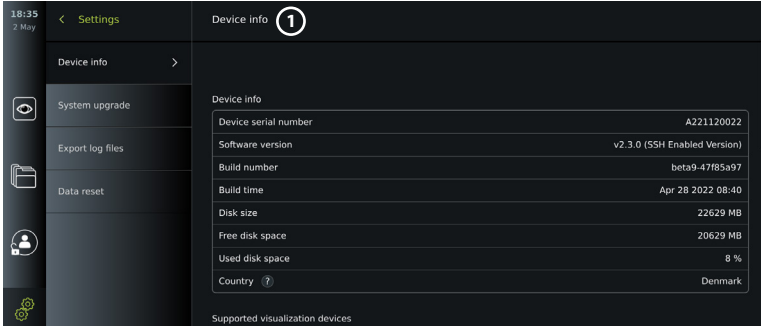 18:35
2 May
Settings
Device info 1
Device info
System upgrade
Export log files
Data reset
Device info
Device serial number A221120022
Software version v2.3.0 (SSH Enabled Version)
Build number beta9-47f85a97
Build time Apr 28 2022 08:40
Disk size 22629 MB
Free disk space 20629 MB
Used disk space 8 %
Country ? Denmark
Supported visualization devices